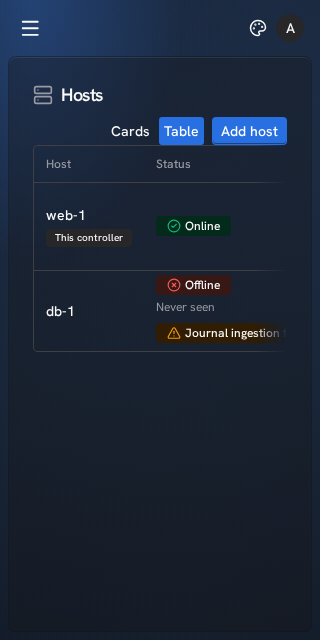 A
Hosts
Cards Table Add host
Host Status
web-1
This controller
Online
db-1
Offline
Never seen
Journal ingestion